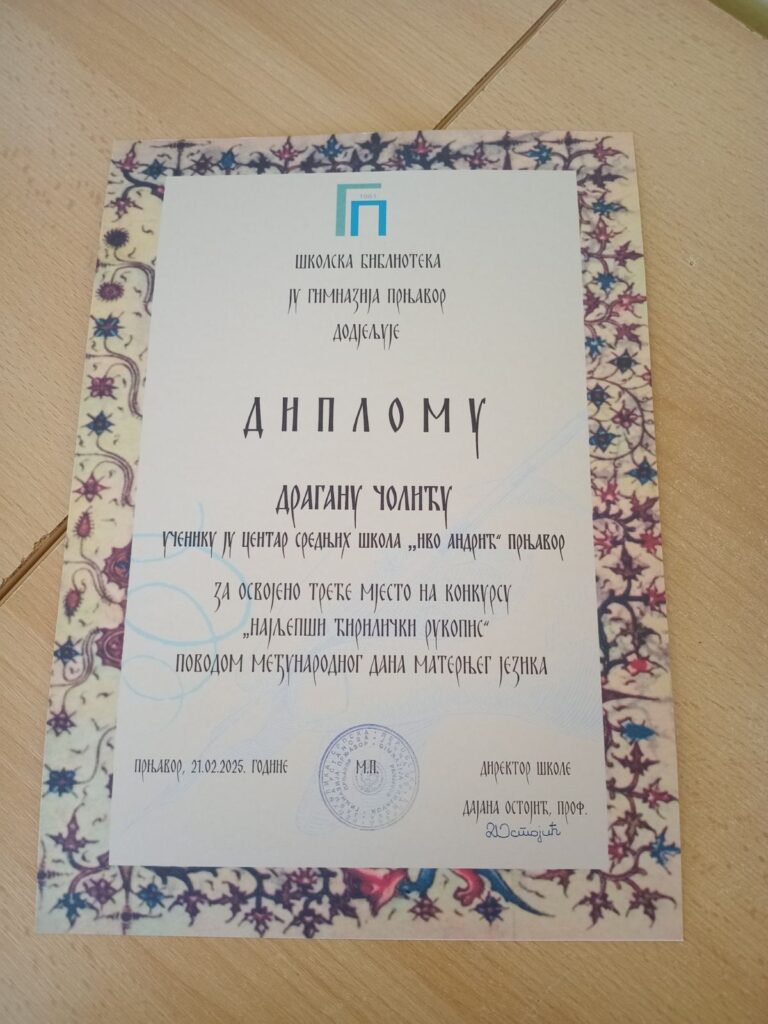 ГП
ШКОЛСКА БИБЛИОТЕКА
ЈУ ГИМНАЗИЈА ПРЊАВОР
ДОДЈЕЉУЈЕ
ДИПЛОМУ
ДРАГАНУ ЧОЛИЋУ
УЧЕНИКУ ЈУ ЦЕНТАР СРЕДЊИХ ШКОЛА „ИВО АНДРИЋ“ ПРЊАВОР
ЗА ОСВОЈЕНО ТРЕЋЕ МЈЕСТО НА КОНКУРСУ
„НАЈЉЕПШИ ЋИРИЛИЧКИ РУКОПИС“
ПОВОДОМ МЕЂУНАРОДНОГ ДАНА МАТЕРЊЕГ ЈЕЗИКА
ПРЊАВОР, 21.02.2025. ГОДИНЕ
М.П.
ДИРЕКТОР ШКОЛЕ
ДАЈАНА ОСТОЈИЋ, ПРОФ.
ДОстојић